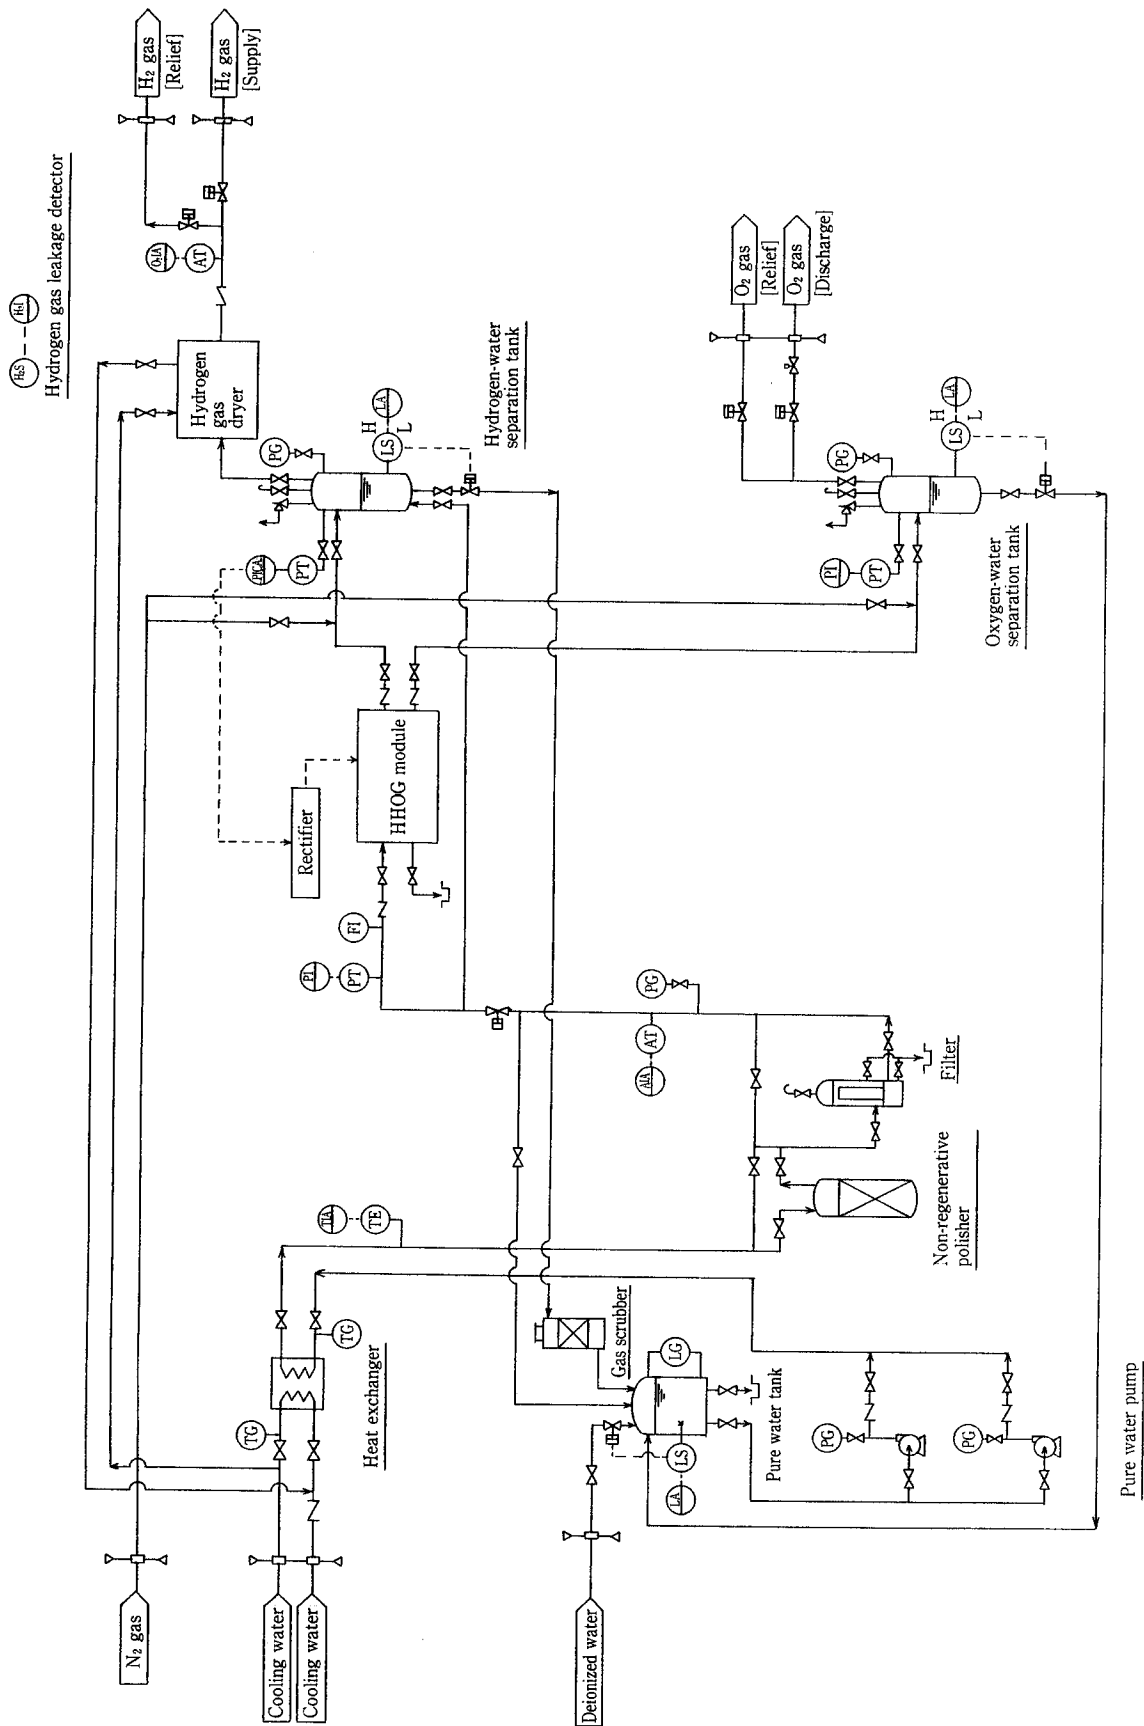 N₂ gas
Cooling water
Cooling water
Deionized water
TG
TG
Heat exchanger
TIA
TE
Gas scrubber
LG
LS
LA
Pure water tank
PG
PG
Pure water pump
Non-regenerative
polisher
Filter
AIA
AT
PG
PI
PT
FI
Rectifier
HHOG module
PICA
PT
PG
LS
LA
H
L
Hydrogen-water
separation tank
Hydrogen
gas
dryer
O₂IA
AT
H₂S
H₂I
Hydrogen gas leakage detector
H₂ gas
[Relief]
H₂ gas
[Supply]
PI
PT
PG
LS
LA
H
L
Oxygen-water
separation tank
O₂ gas
[Relief]
O₂ gas
[Discharge]